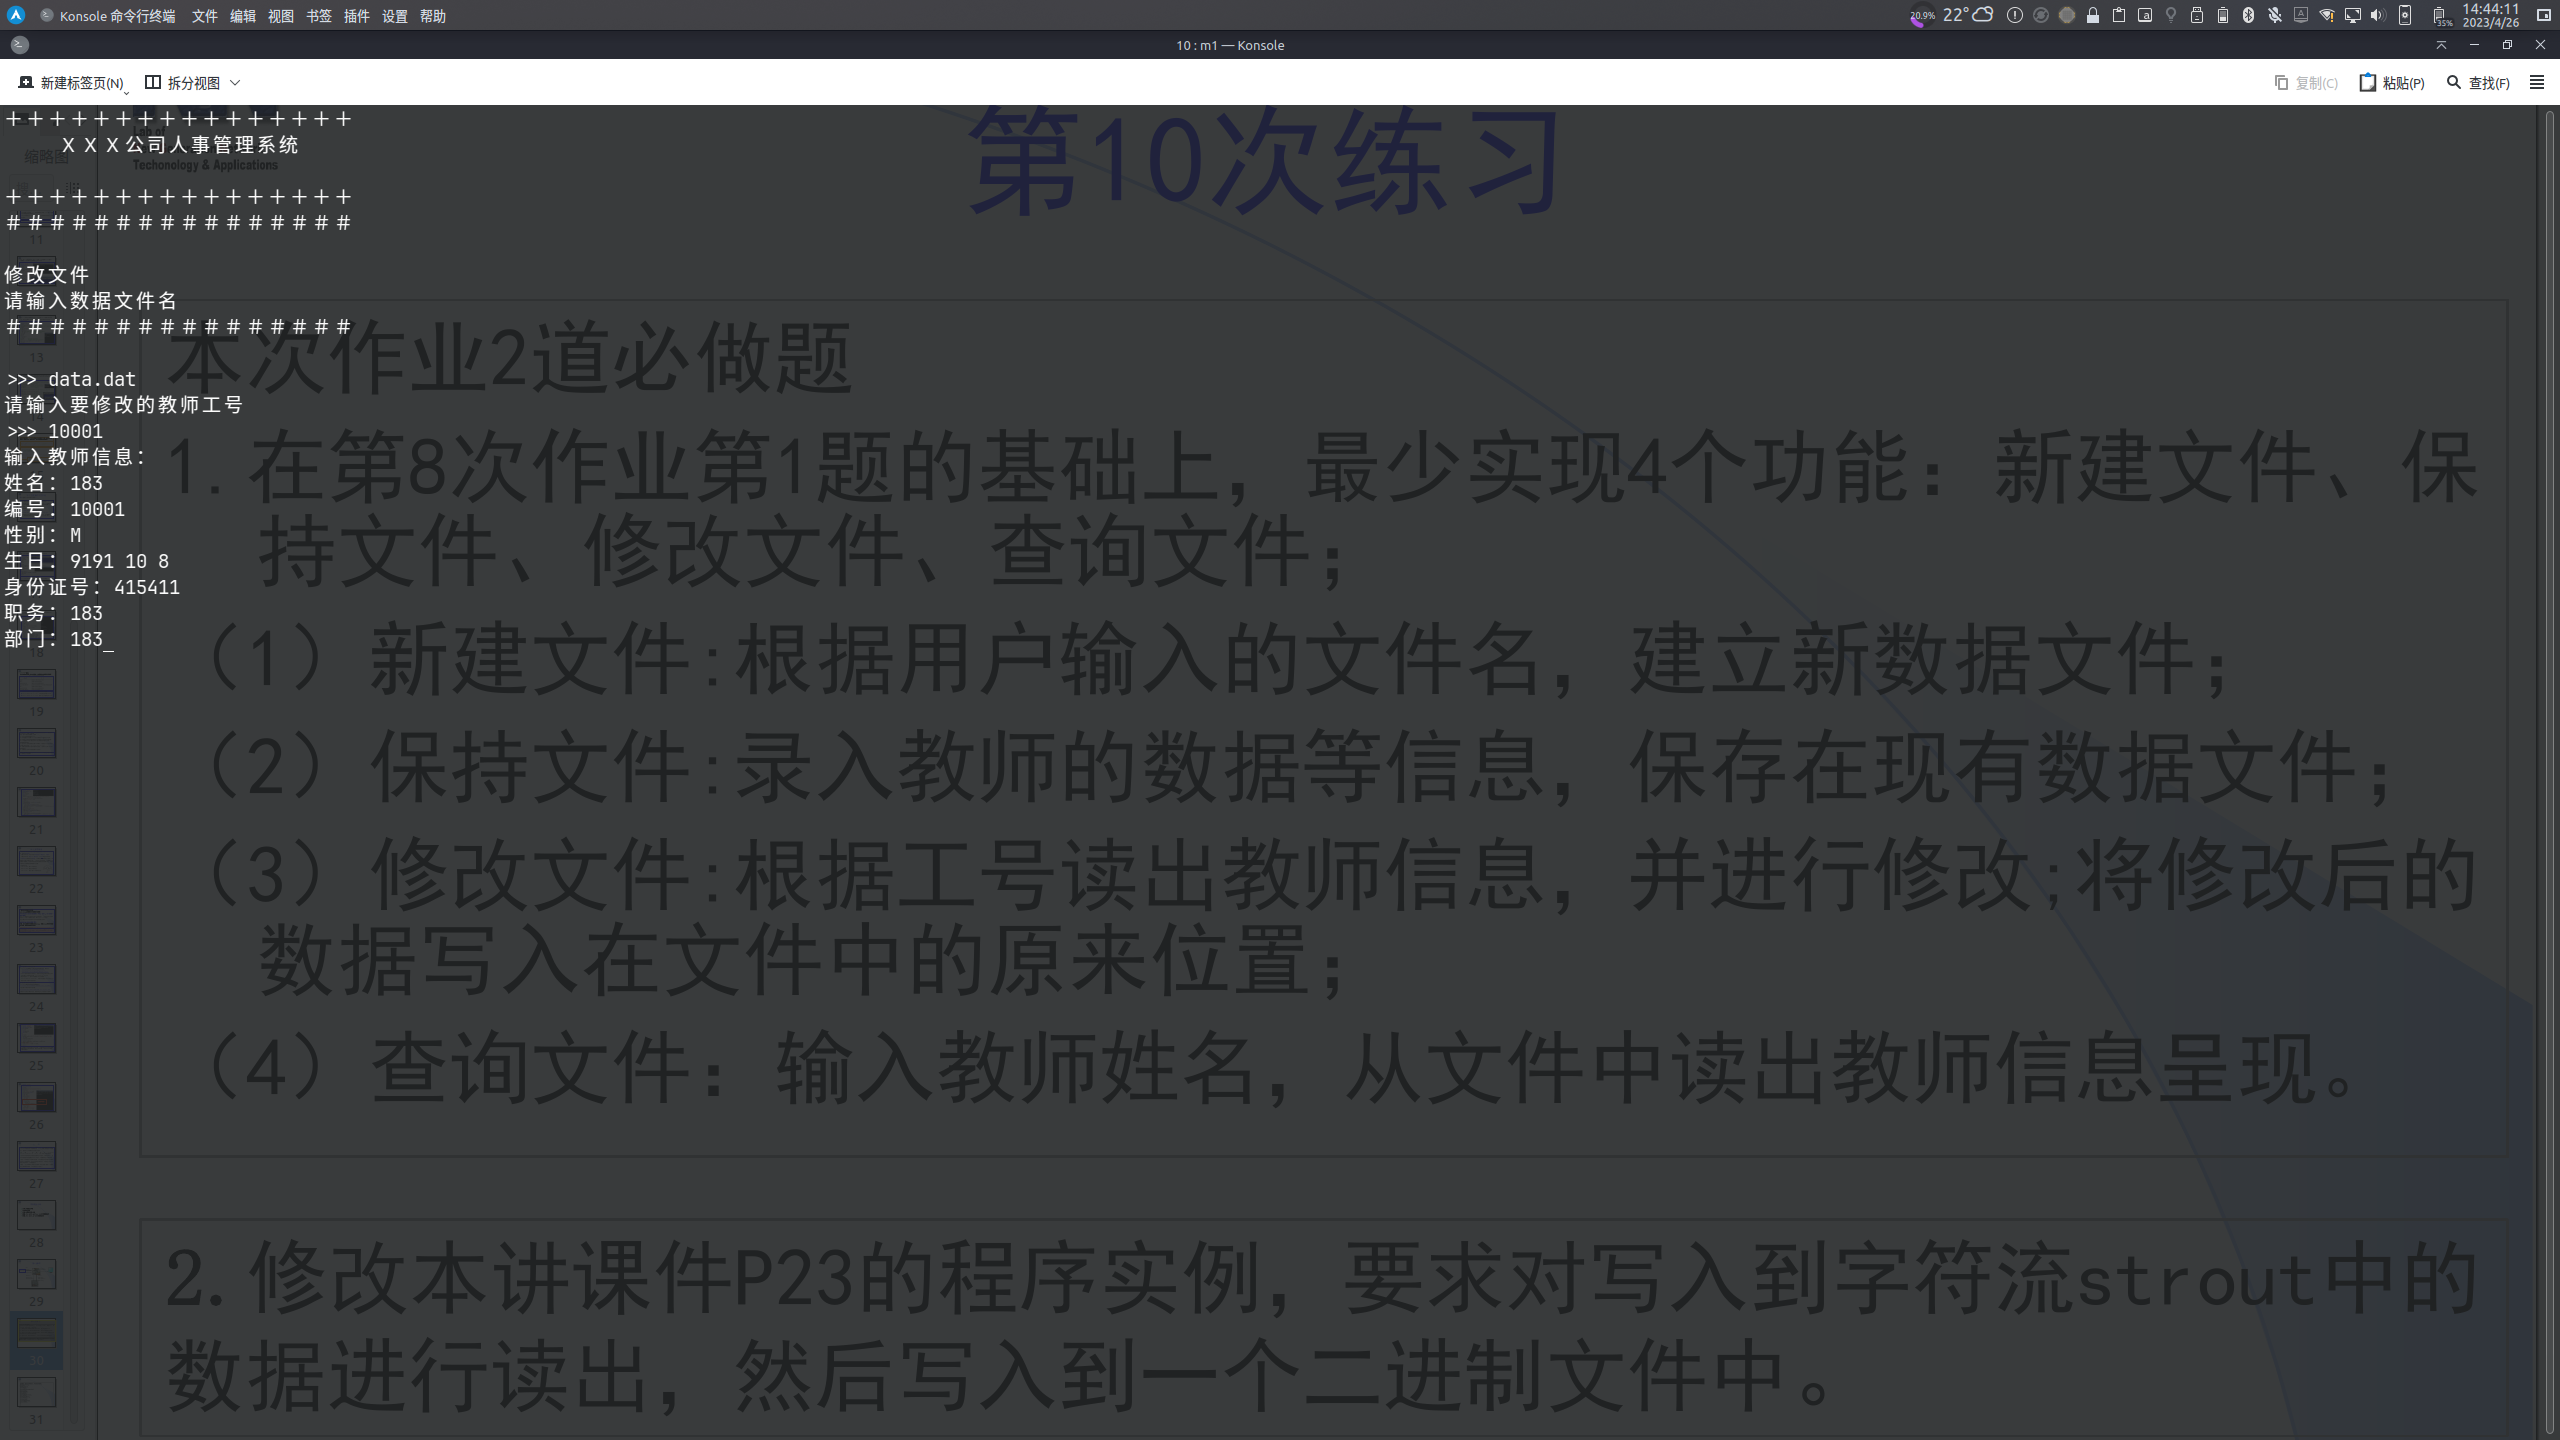 Konsole 命令行终端 文件 编辑 视图 书签 插件 设置 帮助
20.9% 22° 35% 14:44:11
2023/4/26
10 : m1 — Konsole
新建标签页(N) 拆分视图 复制(C) 粘贴(P) 查找(F)
++++++++++++++++
XXX公司人事管理系统
++++++++++++++++
################
修改文件
请输入数据文件名
################
>>> data.dat
请输入要修改的教师工号
>>> 10001
输入教师信息：
姓名：183
编号：10001
性别：M
生日：9191 10 8
身份证号：415411
职务：183
部门：183_
缩略图
Lab of
Techonology & Applications
11
13
18
19
20
21
22
23
24
25
26
27
28
29
30
31
第10次练习
本次作业2道必做题
1.在第8次作业第1题的基础上，最少实现4个功能：新建文件、保
持文件、修改文件、查询文件；
（1）新建文件:根据用户输入的文件名，建立新数据文件；
（2）保持文件:录入教师的数据等信息，保存在现有数据文件；
（3）修改文件:根据工号读出教师信息，并进行修改;将修改后的
数据写入在文件中的原来位置；
（4）查询文件：输入教师姓名，从文件中读出教师信息呈现。
2.修改本讲课件P23的程序实例，要求对写入到字符流strout中的
数据进行读出，然后写入到一个二进制文件中。